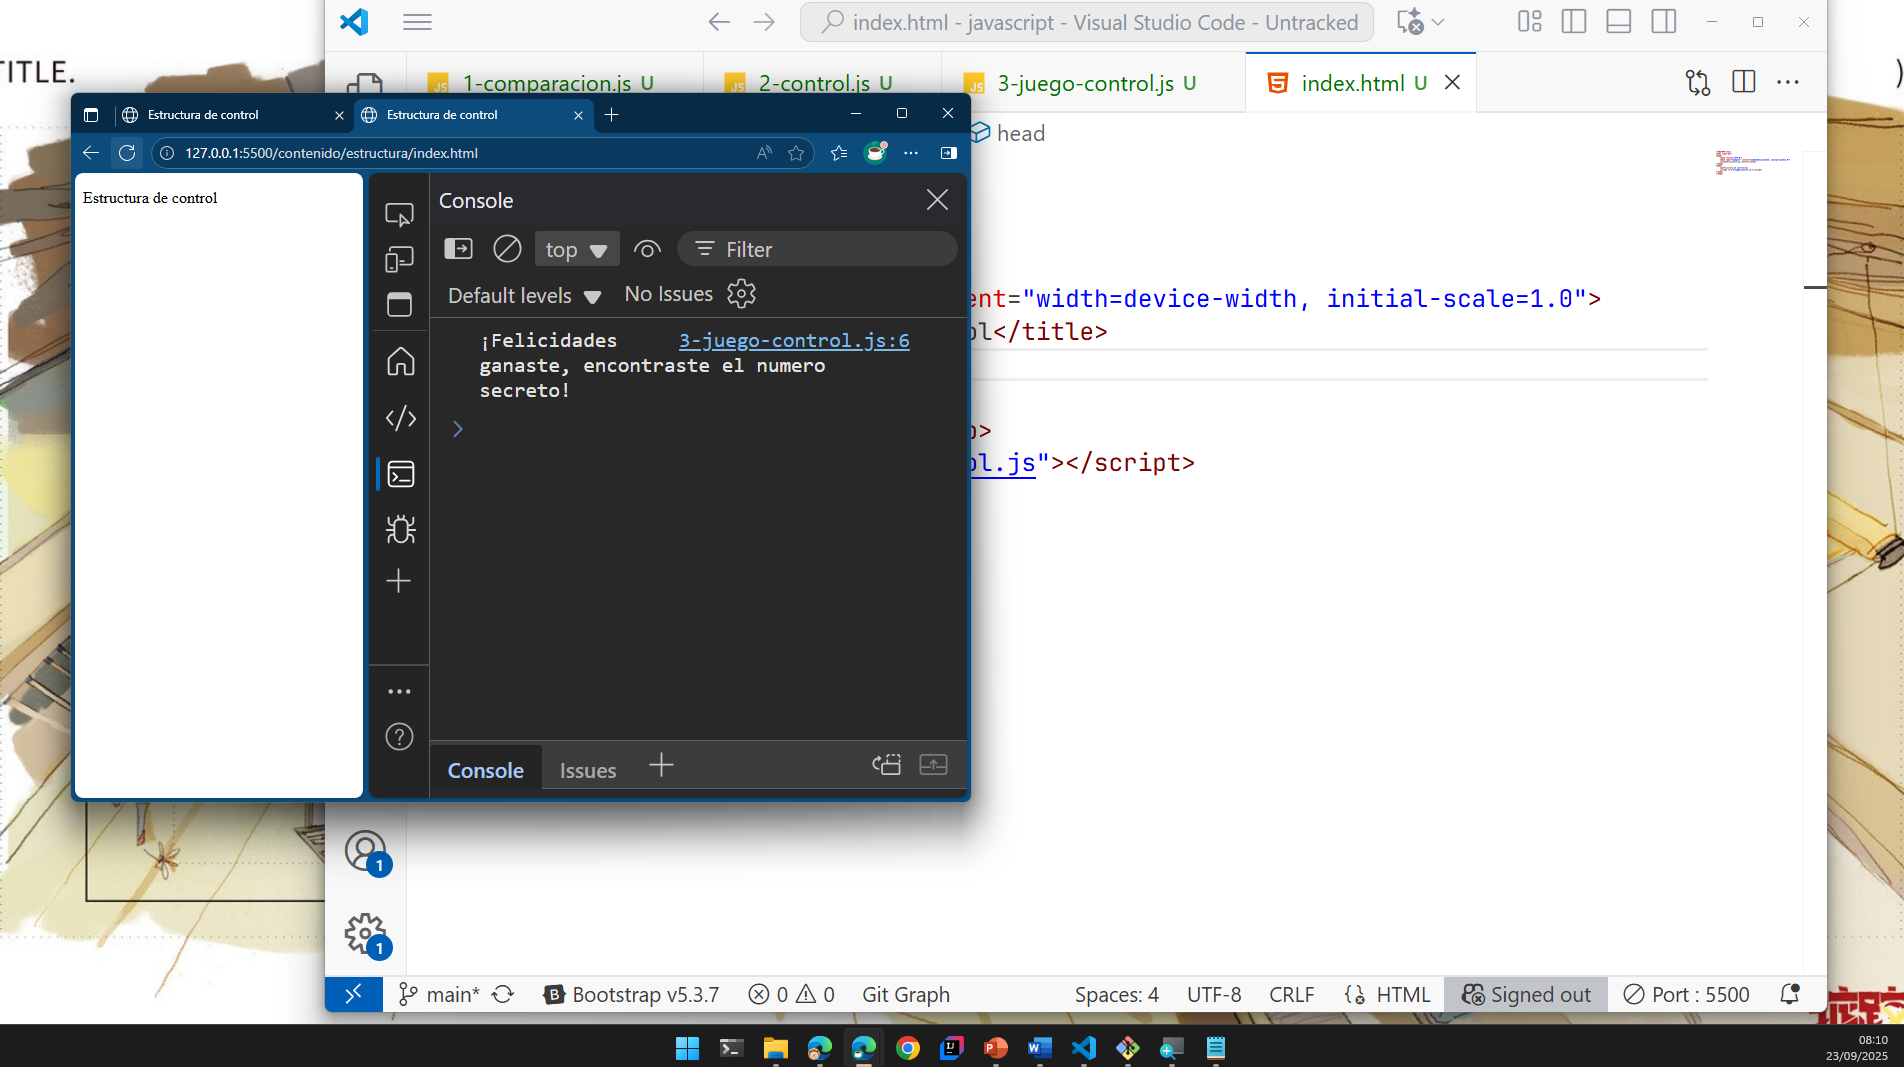 TITLE.
)
index.html - javascript - Visual Studio Code - Untracked
1-comparacion.js U
2-control.js U
3-juego-control.js U
index.html U
head
Estructura de control
Estructura de control
127.0.0.1:5500/contenido/estructura/index.html
Estructura de control
Console
top
Filter
Default levels
No Issues
¡Felicidades ganaste, encontraste el numero secreto!
3-juego-control.js:6
Console
Issues
ent="width=device-width, initial-scale=1.0">
ol</title>
p>
ol.js"></script>
1
1
main*
Bootstrap v5.3.7
0
0
Git Graph
Spaces: 4
UTF-8
CRLF
HTML
Signed out
Port : 5500
08:10
23/09/2025